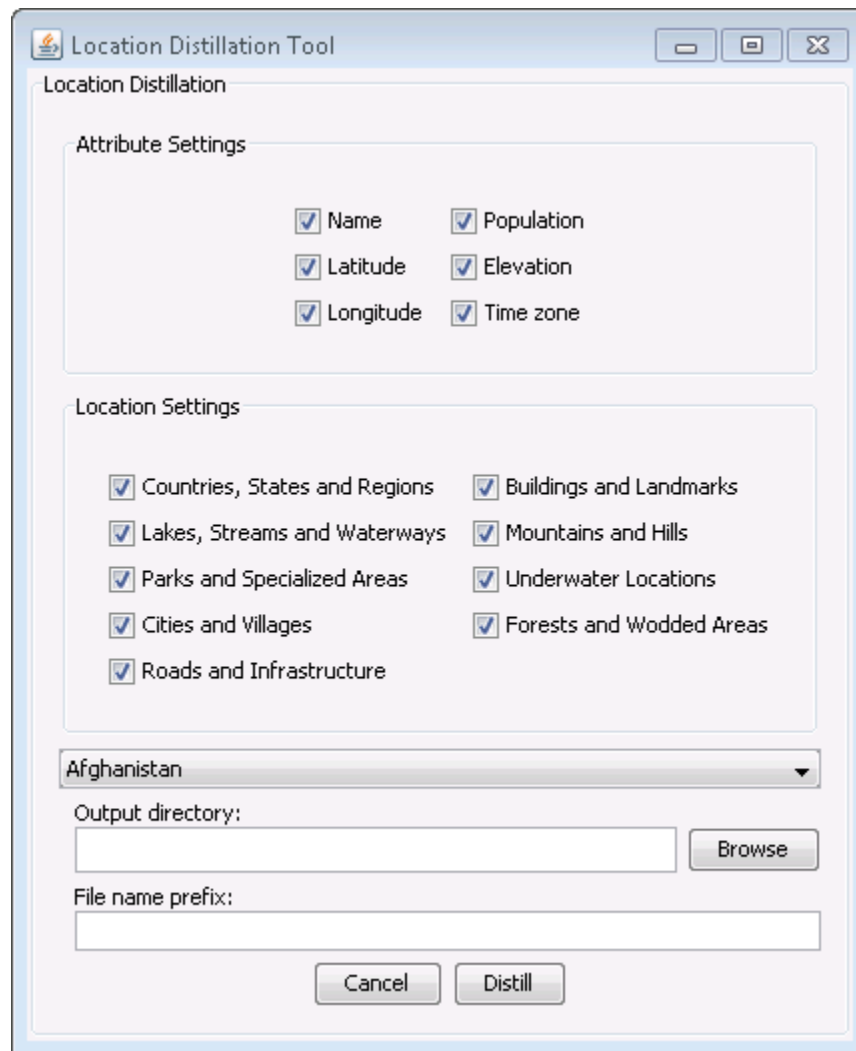 Location Distillation Tool
Location Distillation
Attribute Settings
Name Population
Latitude Elevation
Longitude Time zone
Location Settings
Countries, States and Regions Buildings and Landmarks
Lakes, Streams and Waterways Mountains and Hills
Parks and Specialized Areas Underwater Locations
Cities and Villages Forests and Wodded Areas
Roads and Infrastructure
Afghanistan
Output directory:
Browse
File name prefix:
Cancel Distill